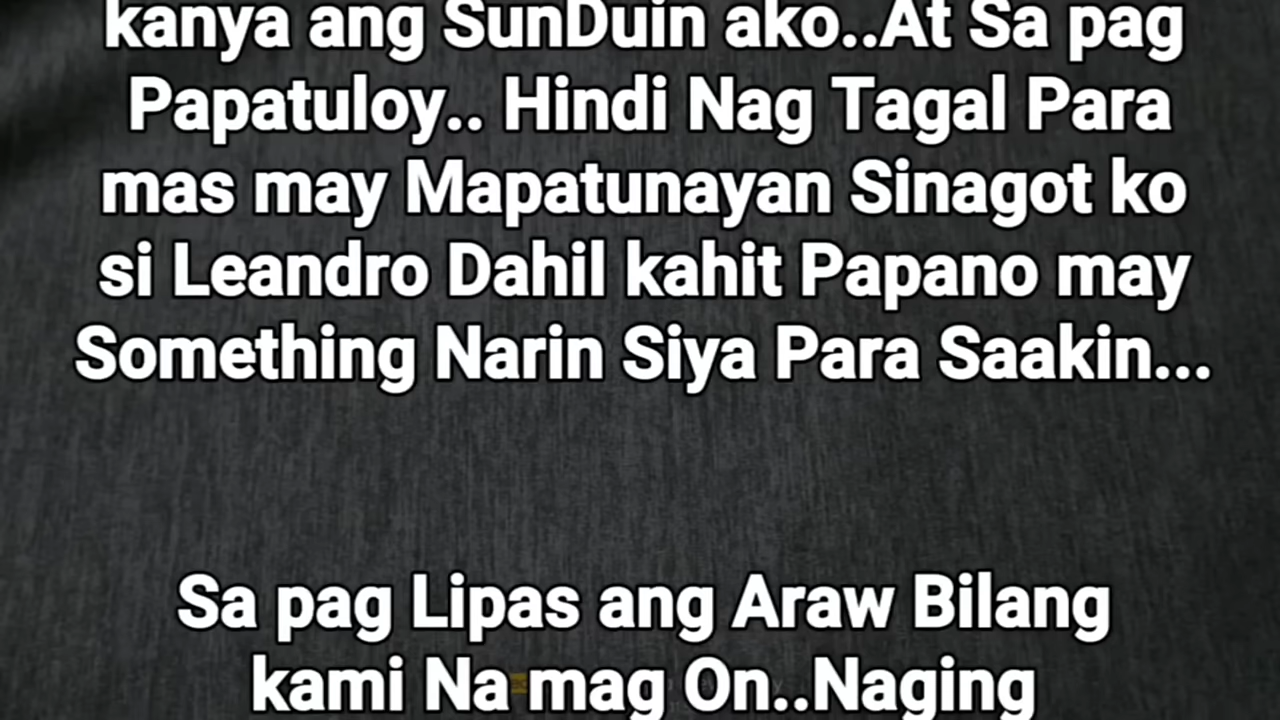 kanya ang SunDuin ako..At Sa pag
Papatuloy.. Hindi Nag Tagal Para
mas may Mapatunayan Sinagot ko
si Leandro Dahil kahit Papano may
Something Narin Siya Para Saakin...
Sa pag Lipas ang Araw Bilang
kami Na mag On..Naging